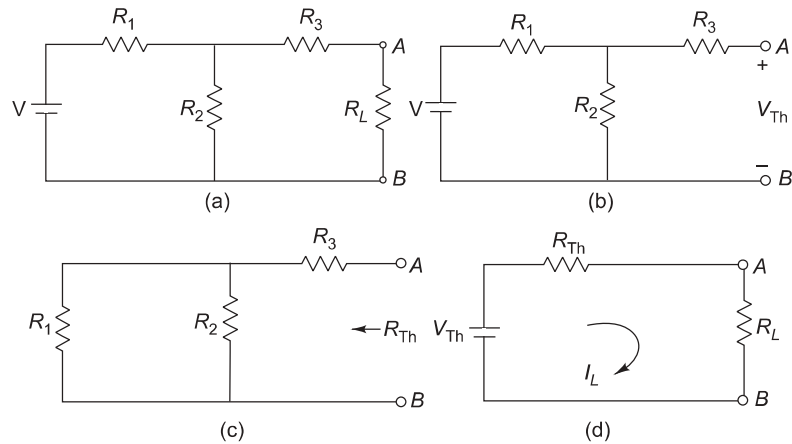 R1 R3 A
V R2 RL
B
(a)
R1 R3 A
+
V R2 VTh
−
B
(b)
R3 A
R1 R2 RTh
B
(c)
RTh A
VTh RL
IL
B
(d)